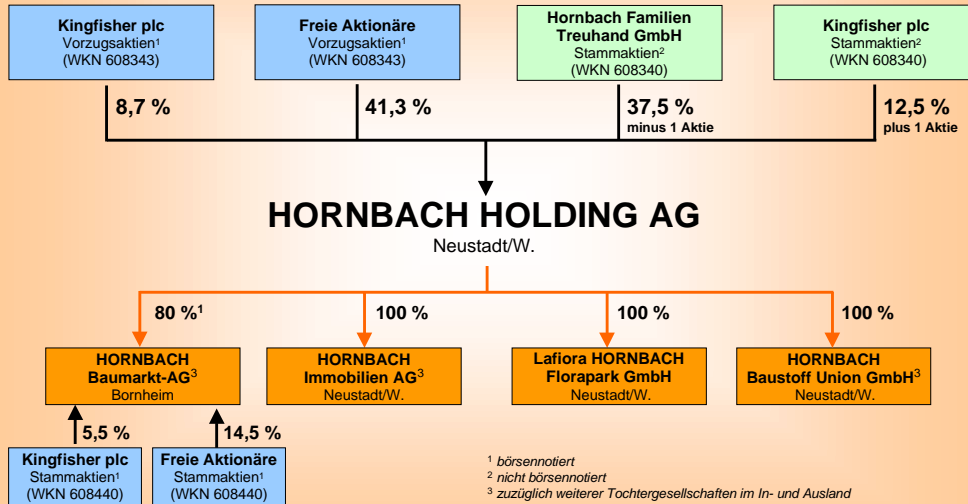 Kingfisher plc
Vorzugsaktien¹
(WKN 608343)
Freie Aktionäre
Vorzugsaktien¹
(WKN 608343)
Hornbach Familien
Treuhand GmbH
Stammaktien²
(WKN 608340)
Kingfisher plc
Stammaktien²
(WKN 608340)
8,7 %
41,3 %
37,5 %
minus 1 Aktie
12,5 %
plus 1 Aktie
HORNBACH HOLDING AG
Neustadt/W.
80 %¹
100 %
100 %
100 %
HORNBACH
Baumarkt-AG³
Bornheim
HORNBACH
Immobilien AG³
Neustadt/W.
Lafiora HORNBACH
Florapark GmbH
Neustadt/W.
HORNBACH
Baustoff Union GmbH³
Neustadt/W.
5,5 %
14,5 %
Kingfisher plc
Stammaktien¹
(WKN 608440)
Freie Aktionäre
Stammaktien¹
(WKN 608440)
¹ börsennotiert
² nicht börsennotiert
³ zuzüglich weiterer Tochtergesellschaften im In- und Ausland